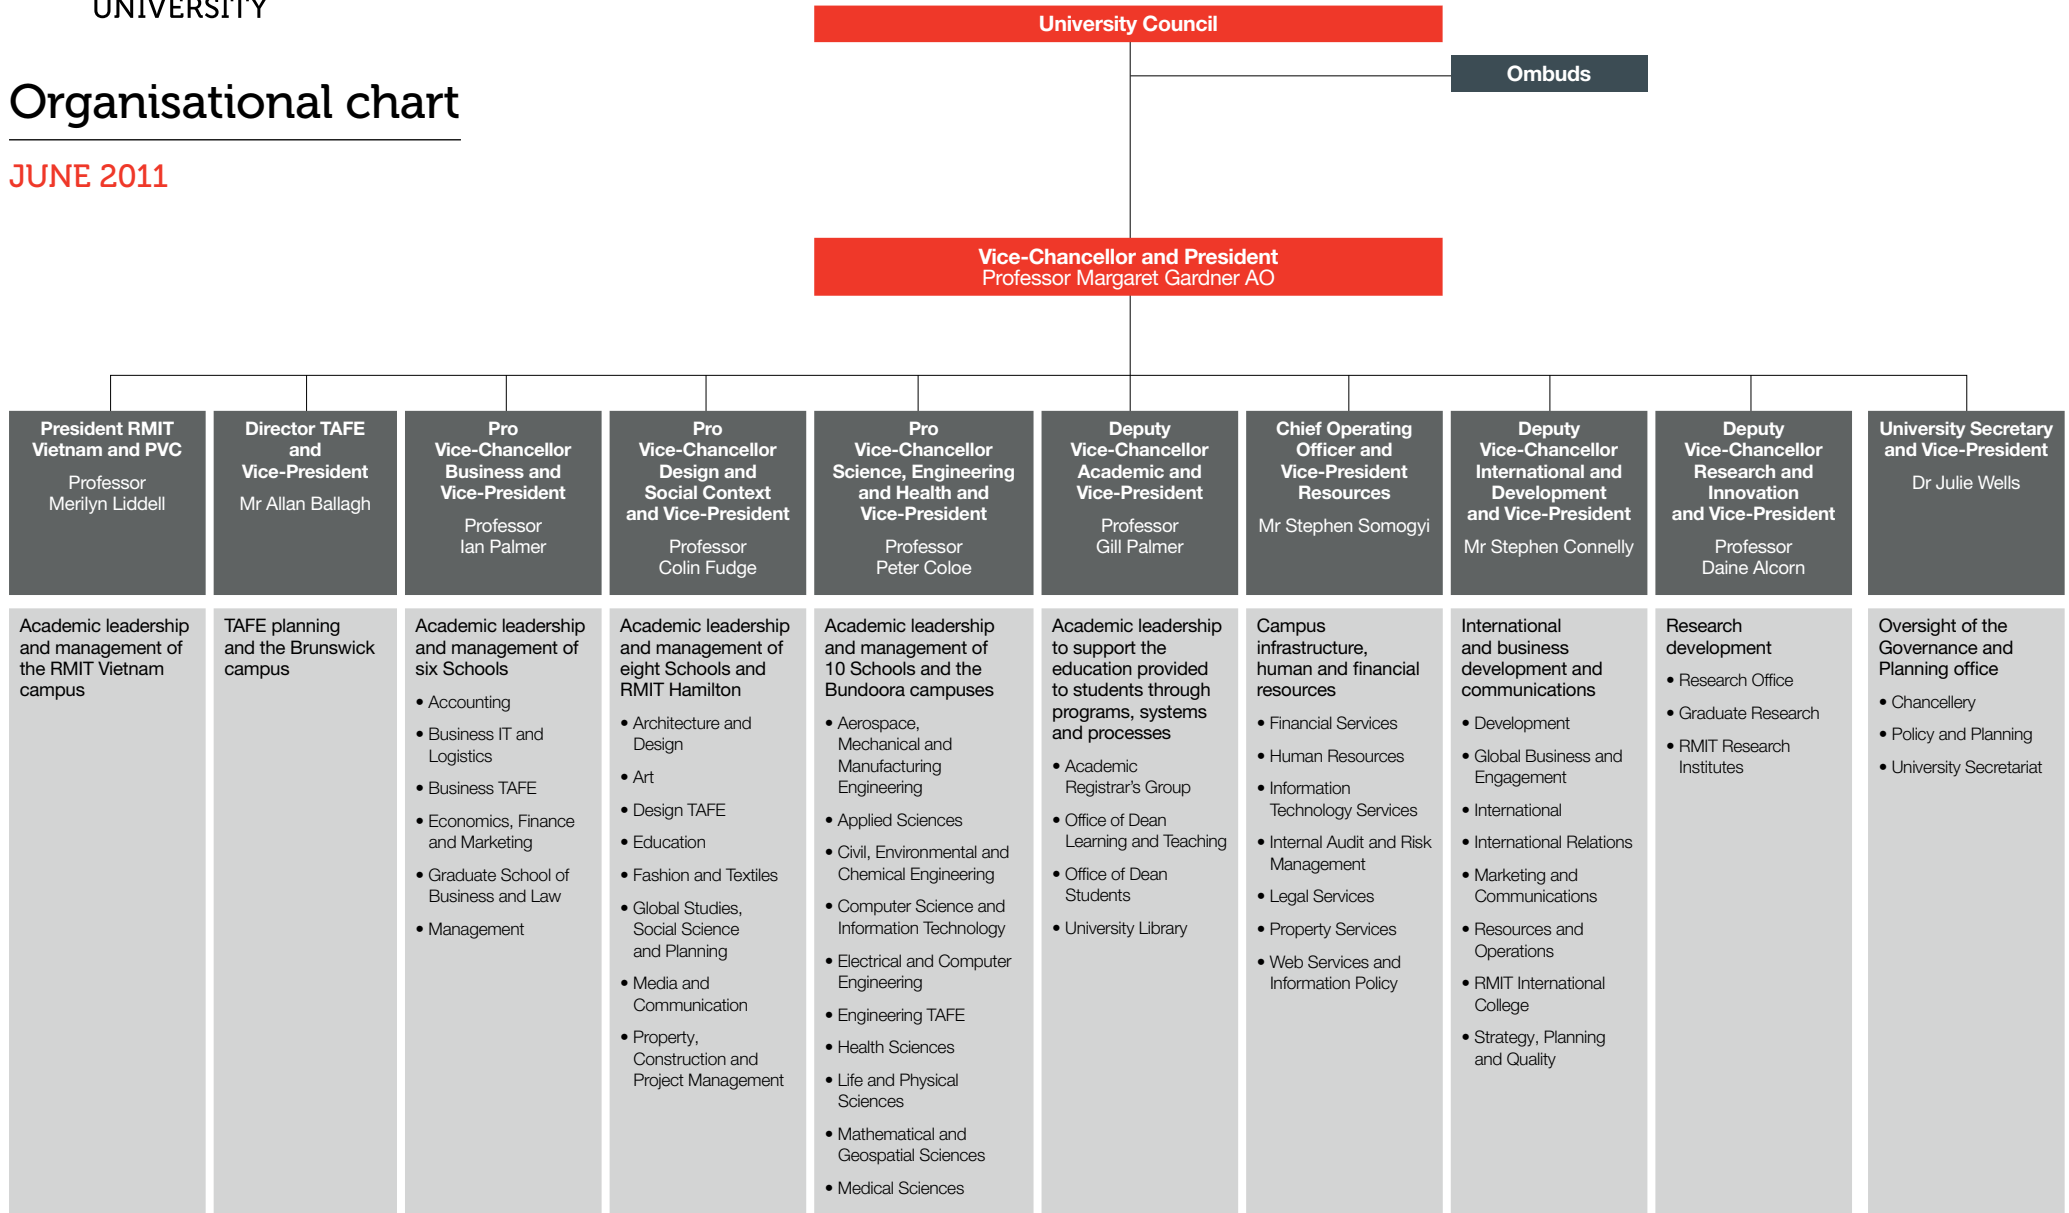 UNIVERSITY
Organisational chart
JUNE 2011
University Council
Ombuds
Vice-Chancellor and President
Professor Margaret Gardner AO
President RMIT
Vietnam and PVC
Professor
Merilyn Liddell
Academic leadership
and management of
the RMIT Vietnam
campus
Director TAFE
and
Vice-President
Mr Allan Ballagh
TAFE planning
and the Brunswick
campus
Pro
Vice-Chancellor
Business and
Vice-President
Professor
Ian Palmer
Academic leadership
and management of
six Schools
• Accounting
• Business IT and
Logistics
• Business TAFE
• Economics, Finance
and Marketing
• Graduate School of
Business and Law
• Management
Pro
Vice-Chancellor
Design and
Social Context
and Vice-President
Professor
Colin Fudge
Academic leadership
and management of
eight Schools and
RMIT Hamilton
• Architecture and
Design
• Art
• Design TAFE
• Education
• Fashion and Textiles
• Global Studies,
Social Science
and Planning
• Media and
Communication
• Property,
Construction and
Project Management
Pro
Vice-Chancellor
Science, Engineering
and Health and
Vice-President
Professor
Peter Coloe
Academic leadership
and management of
10 Schools and the
Bundoora campuses
• Aerospace,
Mechanical and
Manufacturing
Engineering
• Applied Sciences
• Civil, Environmental and
Chemical Engineering
• Computer Science and
Information Technology
• Electrical and Computer
Engineering
• Engineering TAFE
• Health Sciences
• Life and Physical
Sciences
• Mathematical and
Geospatial Sciences
• Medical Sciences
Deputy
Vice-Chancellor
Academic and
Vice-President
Professor
Gill Palmer
Academic leadership
to support the
education provided
to students through
programs, systems
and processes
• Academic
Registrar’s Group
• Office of Dean
Learning and Teaching
• Office of Dean
Students
• University Library
Chief Operating
Officer and
Vice-President
Resources
Mr Stephen Somogyi
Campus
infrastructure,
human and financial
resources
• Financial Services
• Human Resources
• Information
Technology Services
• Internal Audit and Risk
Management
• Legal Services
• Property Services
• Web Services and
Information Policy
Deputy
Vice-Chancellor
International and
Development
and Vice-President
Mr Stephen Connelly
International
and business
development and
communications
• Development
• Global Business and
Engagement
• International
• International Relations
• Marketing and
Communications
• Resources and
Operations
• RMIT International
College
• Strategy, Planning
and Quality
Deputy
Vice-Chancellor
Research and
Innovation
and Vice-President
Professor
Daine Alcorn
Research
development
• Research Office
• Graduate Research
• RMIT Research
Institutes
University Secretary
and Vice-President
Dr Julie Wells
Oversight of the
Governance and
Planning office
• Chancellery
• Policy and Planning
• University Secretariat